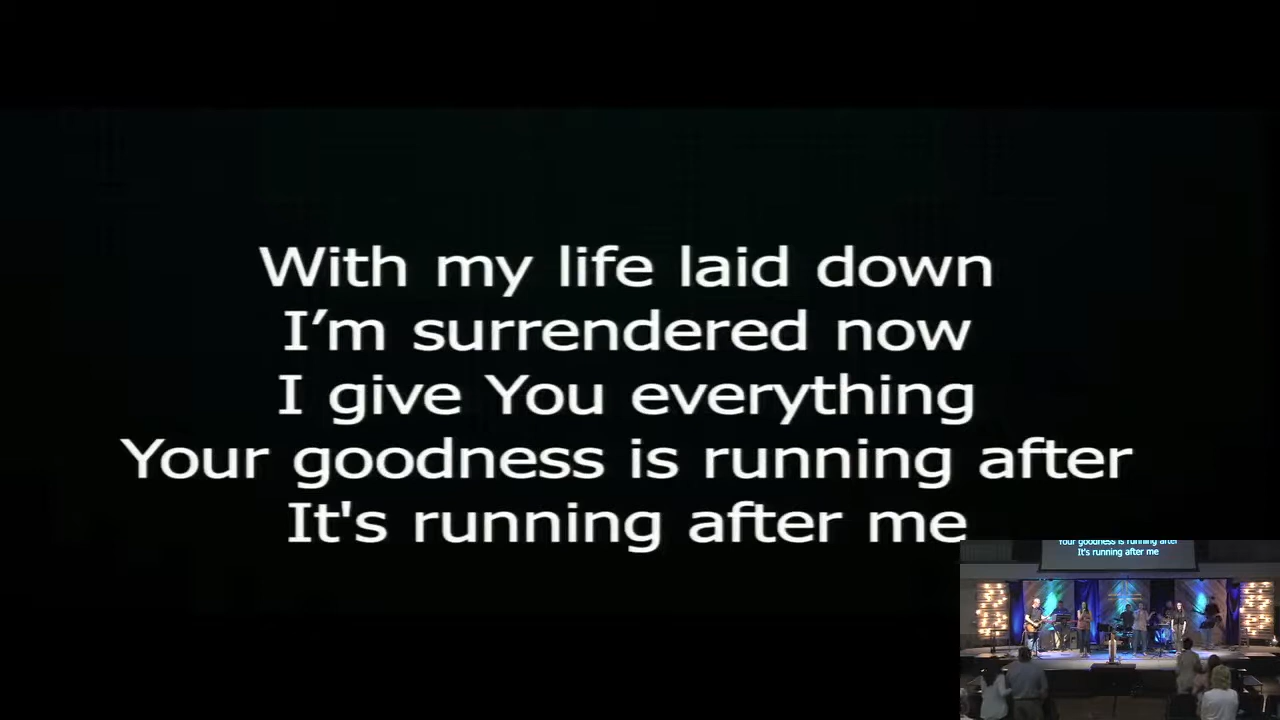 With my life laid down
I’m surrendered now
I give You everything
Your goodness is running after
It's running after me
Your goodness is running after
It's running after me